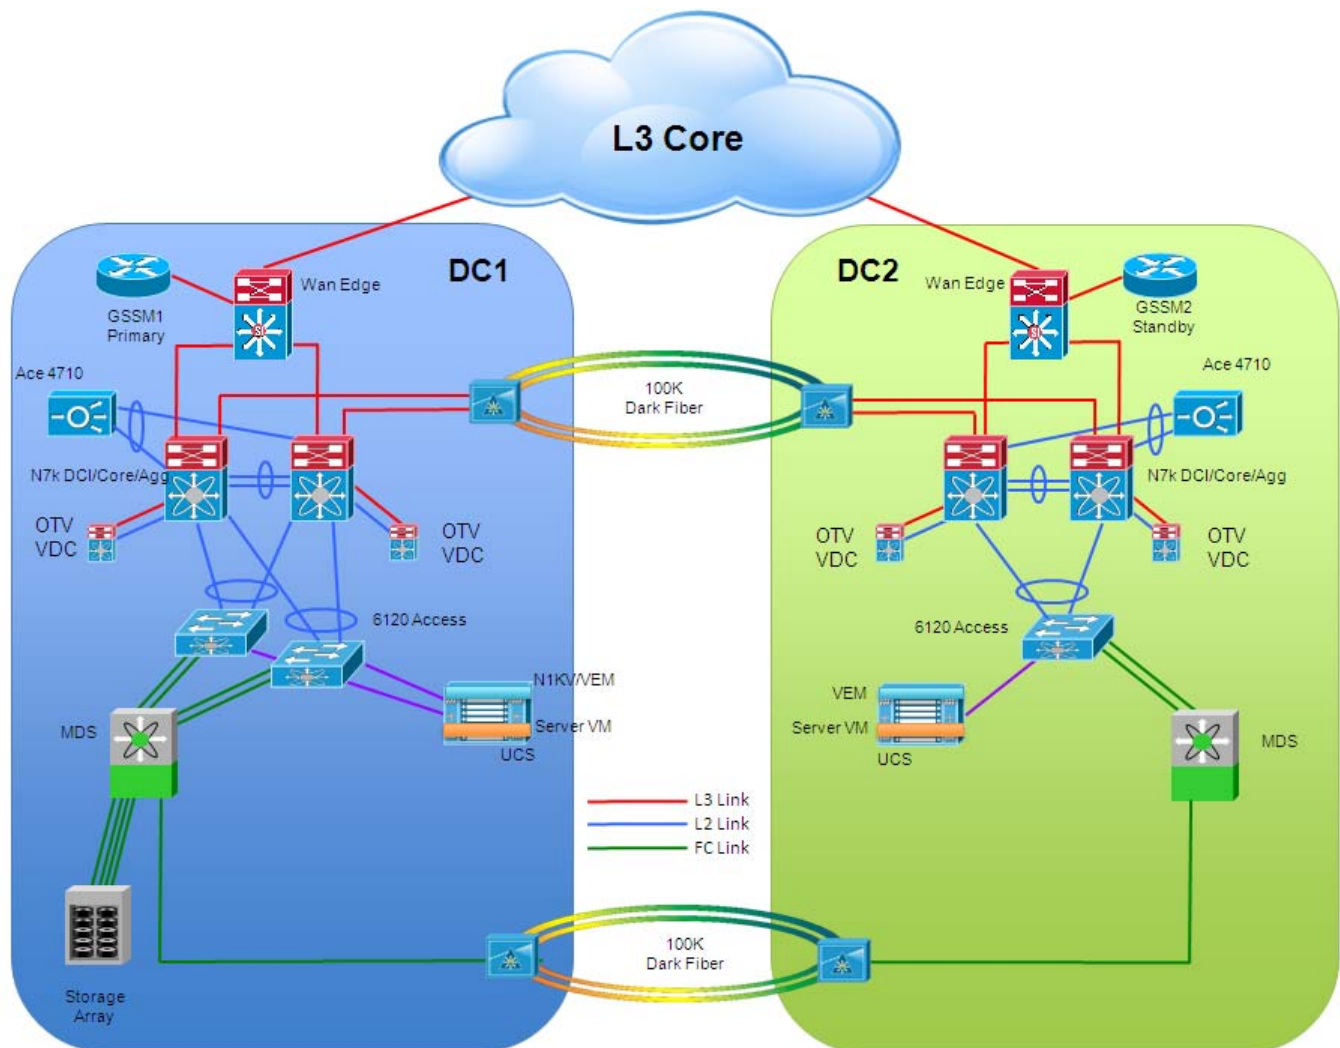 L3 Core
DC1
DC2
Wan Edge
GSSM1
Primary
Wan Edge
GSSM2
Standby
Ace 4710
100K
Dark Fiber
Ace 4710
SI
SI
N7k DCI/Core/Agg
N7k DCI/Core/Agg
OTV
VDC
OTV
VDC
OTV
VDC
OTV
VDC
6120 Access
6120 Access
N1KV/VEM
Server VM
UCS
VEM
Server VM
UCS
MDS
MDS
L3 Link
L2 Link
FC Link
100K
Dark Fiber
Storage
Array